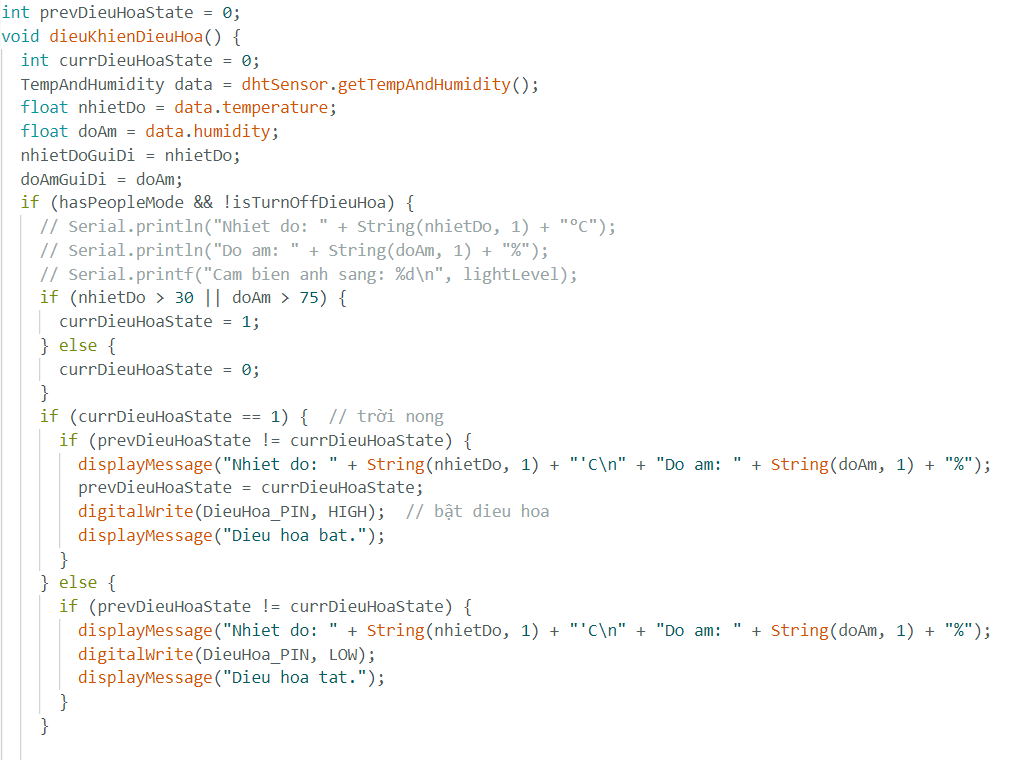 int prevDieuHoaState = 0;
void dieuKhienDieuHoa() {
  int currDieuHoaState = 0;
  TempAndHumidity data = dhtSensor.getTempAndHumidity();
  float nhietDo = data.temperature;
  float doAm = data.humidity;
  nhietDoGuiDi = nhietDo;
  doAmGuiDi = doAm;
  if (hasPeopleMode && !isTurnOffDieuHoa) {
    // Serial.println("Nhiet do: " + String(nhietDo, 1) + "°C");
    // Serial.println("Do am: " + String(doAm, 1) + "%");
    // Serial.printf("Cam bien anh sang: %d\n", lightLevel);
    if (nhietDo > 30 || doAm > 75) {
      currDieuHoaState = 1;
    } else {
      currDieuHoaState = 0;
    }
    if (currDieuHoaState == 1) {  // trời nong
      if (prevDieuHoaState != currDieuHoaState) {
        displayMessage("Nhiet do: " + String(nhietDo, 1) + "'C\n" + "Do am: " + String(doAm, 1) + "%");
        prevDieuHoaState = currDieuHoaState;
        digitalWrite(DieuHoa_PIN, HIGH);  // bật dieu hoa
        displayMessage("Dieu hoa bat.");
      }
    } else {
      if (prevDieuHoaState != currDieuHoaState) {
        displayMessage("Nhiet do: " + String(nhietDo, 1) + "'C\n" + "Do am: " + String(doAm, 1) + "%");
        digitalWrite(DieuHoa_PIN, LOW);
        displayMessage("Dieu hoa tat.");
      }
    }